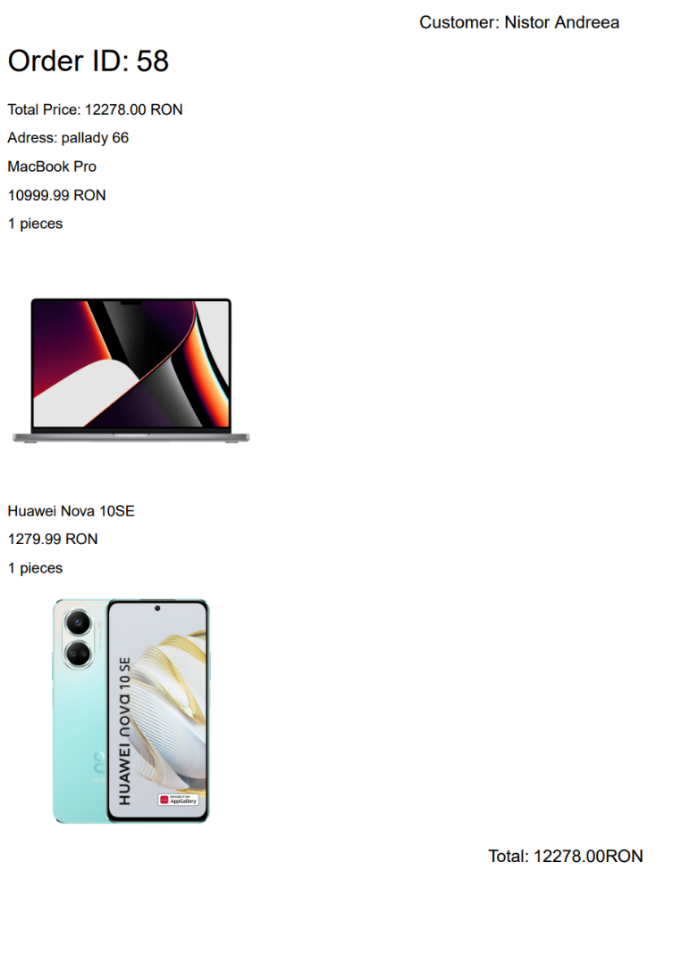 Customer: Nistor Andreea
Order ID: 58
Total Price: 12278.00 RON
Adress: pallady 66
MacBook Pro
10999.99 RON
1 pieces
Huawei Nova 10SE
1279.99 RON
1 pieces
HUAWEI nova 10 SE
AppGallery
Total: 12278.00RON